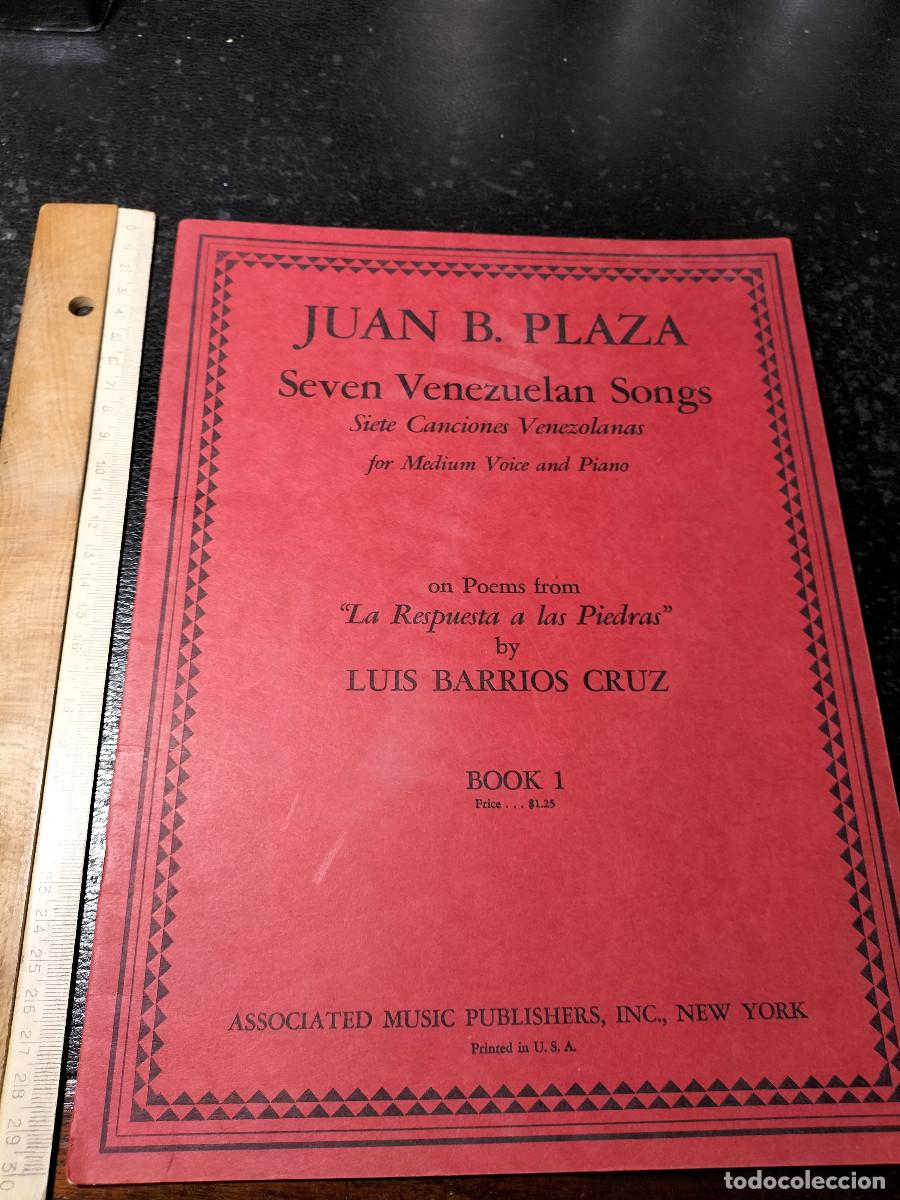 JUAN B. PLAZA
Seven Venezuelan Songs
Siete Canciones Venezolanas
for Medium Voice and Piano
on Poems from
"La Respuesta a las Piedras"
by
LUIS BARRIOS CRUZ
BOOK 1
Price . . . $1.25
ASSOCIATED MUSIC PUBLISHERS, INC., NEW YORK
Printed in U. S. A.
todocoleccion